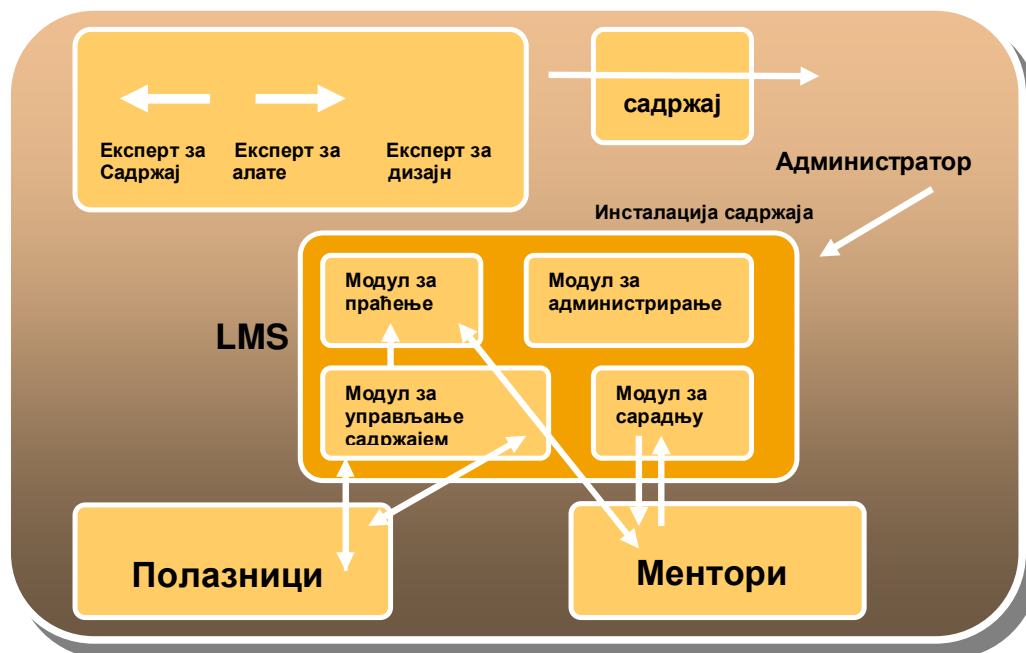 садржај
Експерт за
Садржај
Експерт за
алате
Експерт за
дизајн
Администратор
Инсталација садржаја
LMS
Модул за
праћење
Модул за
администрирање
Модул за
управљање
садржајем
Модул за
сарадњу
Полазници
Ментори